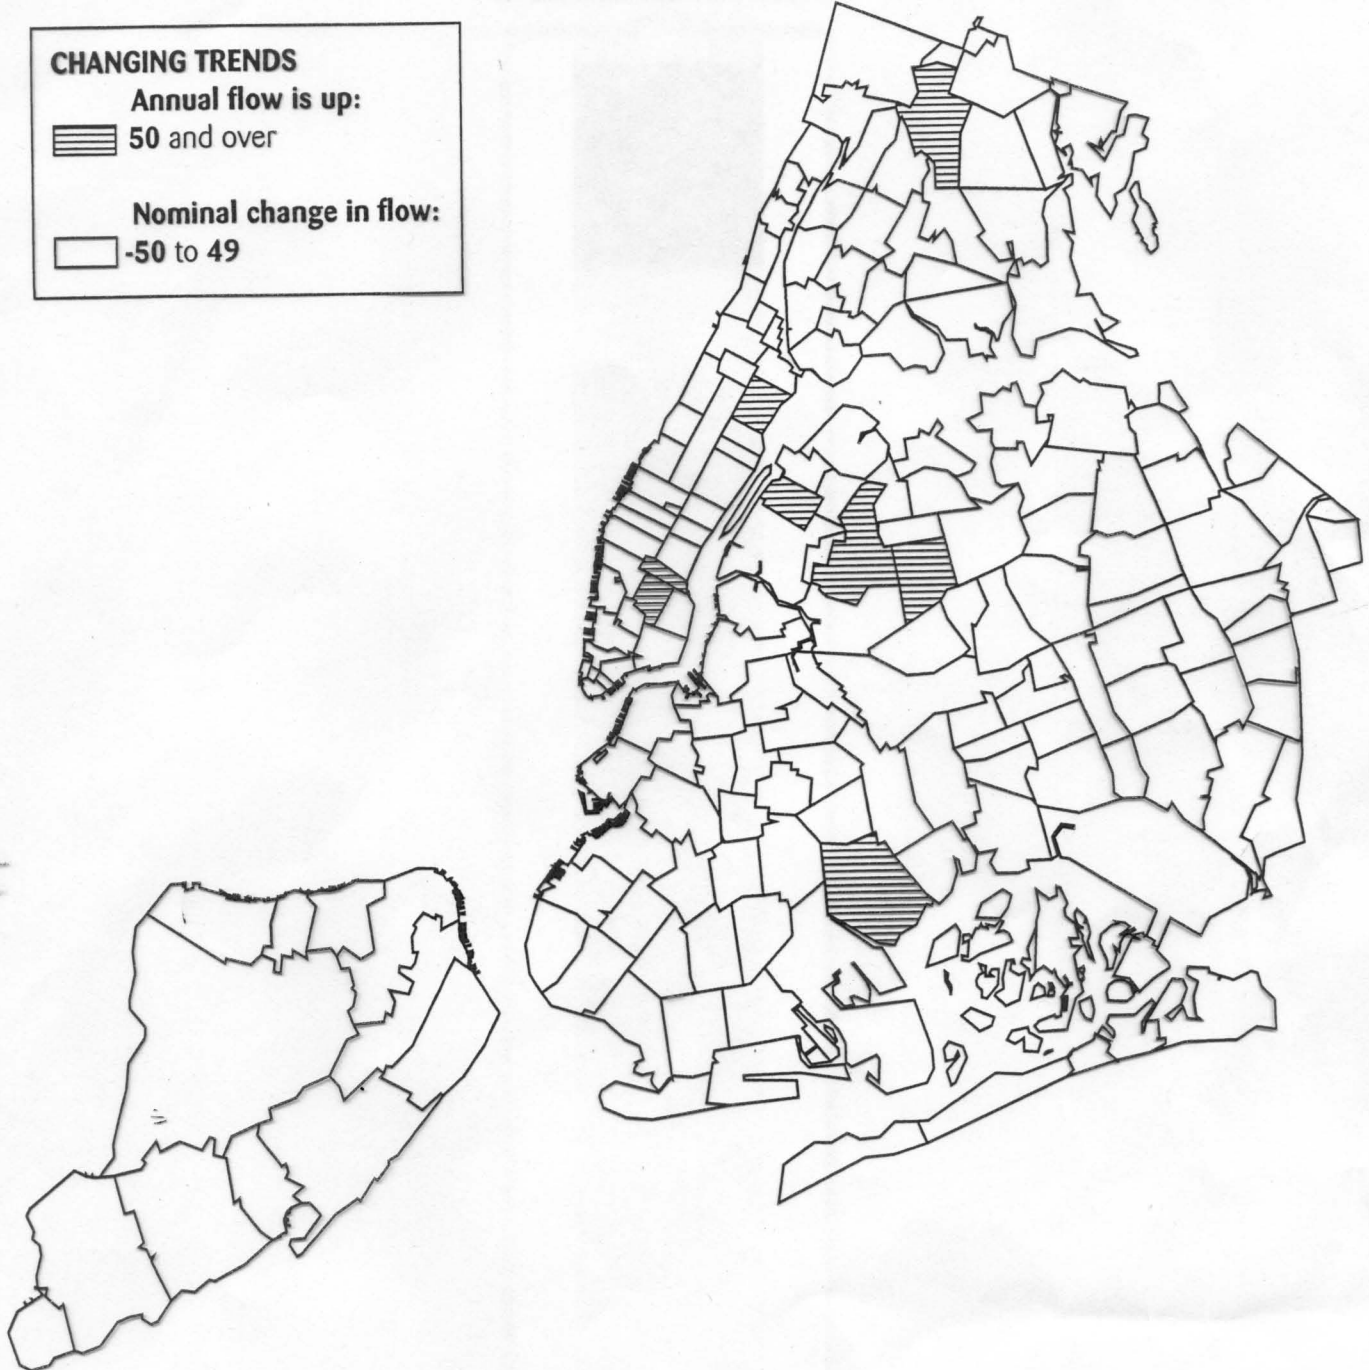 CHANGING TRENDS
Annual flow is up:
50 and over
Nominal change in flow:
-50 to 49